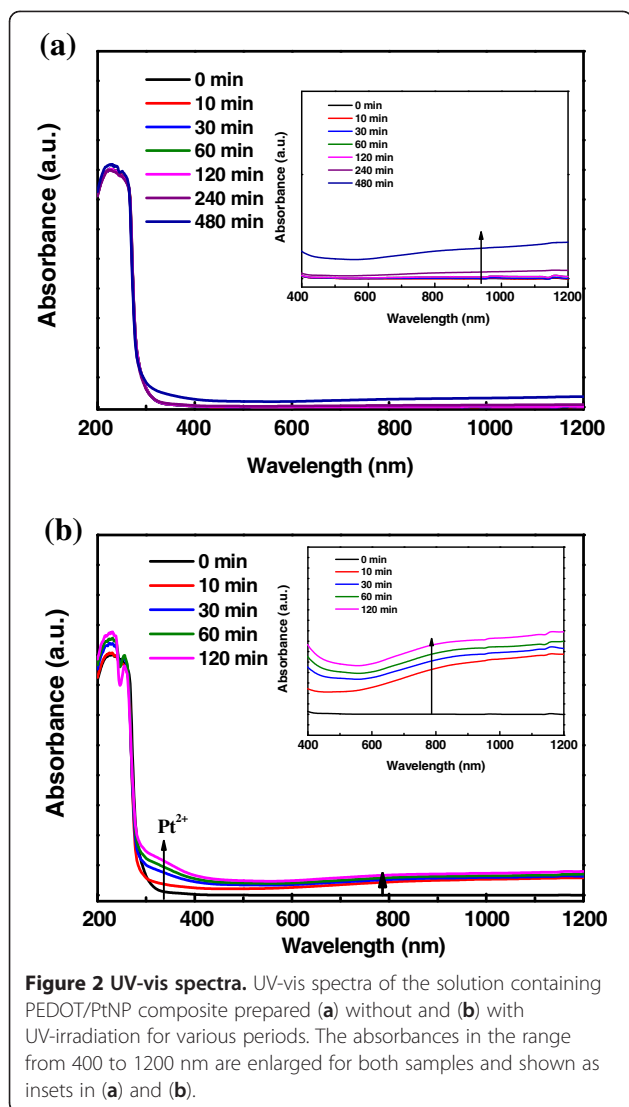 (a)
0 min
10 min
30 min
60 min
120 min
240 min
480 min
Absorbance (a.u.)
200 400 600 800 1000 1200
Wavelength (nm)
0 min
10 min
30 min
60 min
120 min
240 min
480 min
Absorbance (a.u.)
400 600 800 1000 1200
Wavelength (nm)
(b)
0 min
10 min
30 min
60 min
120 min
Absorbance (a.u.)
Pt²⁺
200 400 600 800 1000 1200
Wavelength (nm)
0 min
10 min
30 min
60 min
120 min
Absorbance (a.u.)
400 600 800 1000 1200
Wavelength (nm)
Figure 2 UV-vis spectra. UV-vis spectra of the solution containing
PEDOT/PtNP composite prepared (a) without and (b) with
UV-irradiation for various periods. The absorbances in the range
from 400 to 1200 nm are enlarged for both samples and shown as
insets in (a) and (b).